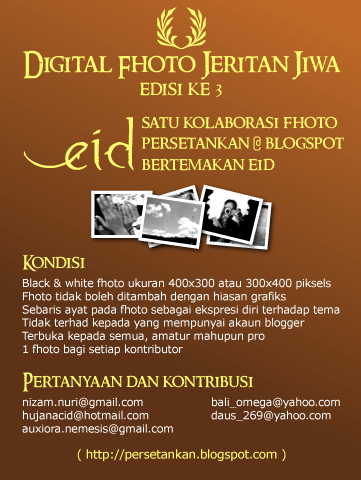 Digital Fhoto Jeritan Jiwa
edisi ke 3
eid
satu kolaborasi fhoto
persetankan @ blogspot
bertemakan eid
Kondisi
Black & white fhoto ukuran 400x300 atau 300x400 piksels
Fhoto tidak boleh ditambah dengan hiasan grafiks
Sebaris ayat pada fhoto sebagai ekspresi diri terhadap tema
Tidak terhad kepada yang mempunyai akaun blogger
Terbuka kepada semua, amatur mahupun pro
1 fhoto bagi setiap kontributor
Pertanyaan dan kontribusi
nizam.nuri@gmail.com
hujanacid@hotmail.com
auxiora.nemesis@gmail.com
bali_omega@yahoo.com
daus_269@yahoo.com
( http://persetankan.blogspot.com )